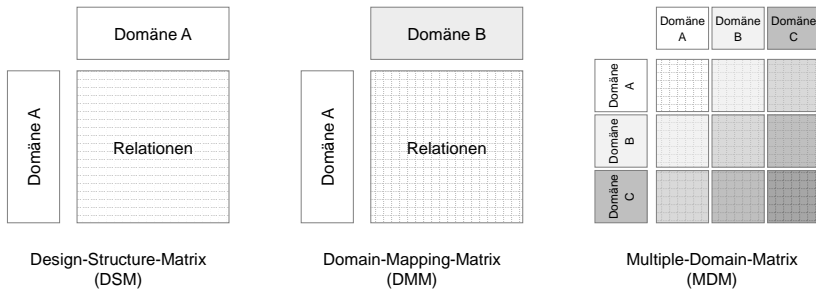 Domäne A
Domäne A
Relationen
Design-Structure-Matrix
(DSM)
Domäne B
Domäne A
Relationen
Domain-Mapping-Matrix
(DMM)
Domäne
A
Domäne
B
Domäne
C
Domäne
A
Domäne
B
Domäne
C
Multiple-Domain-Matrix
(MDM)